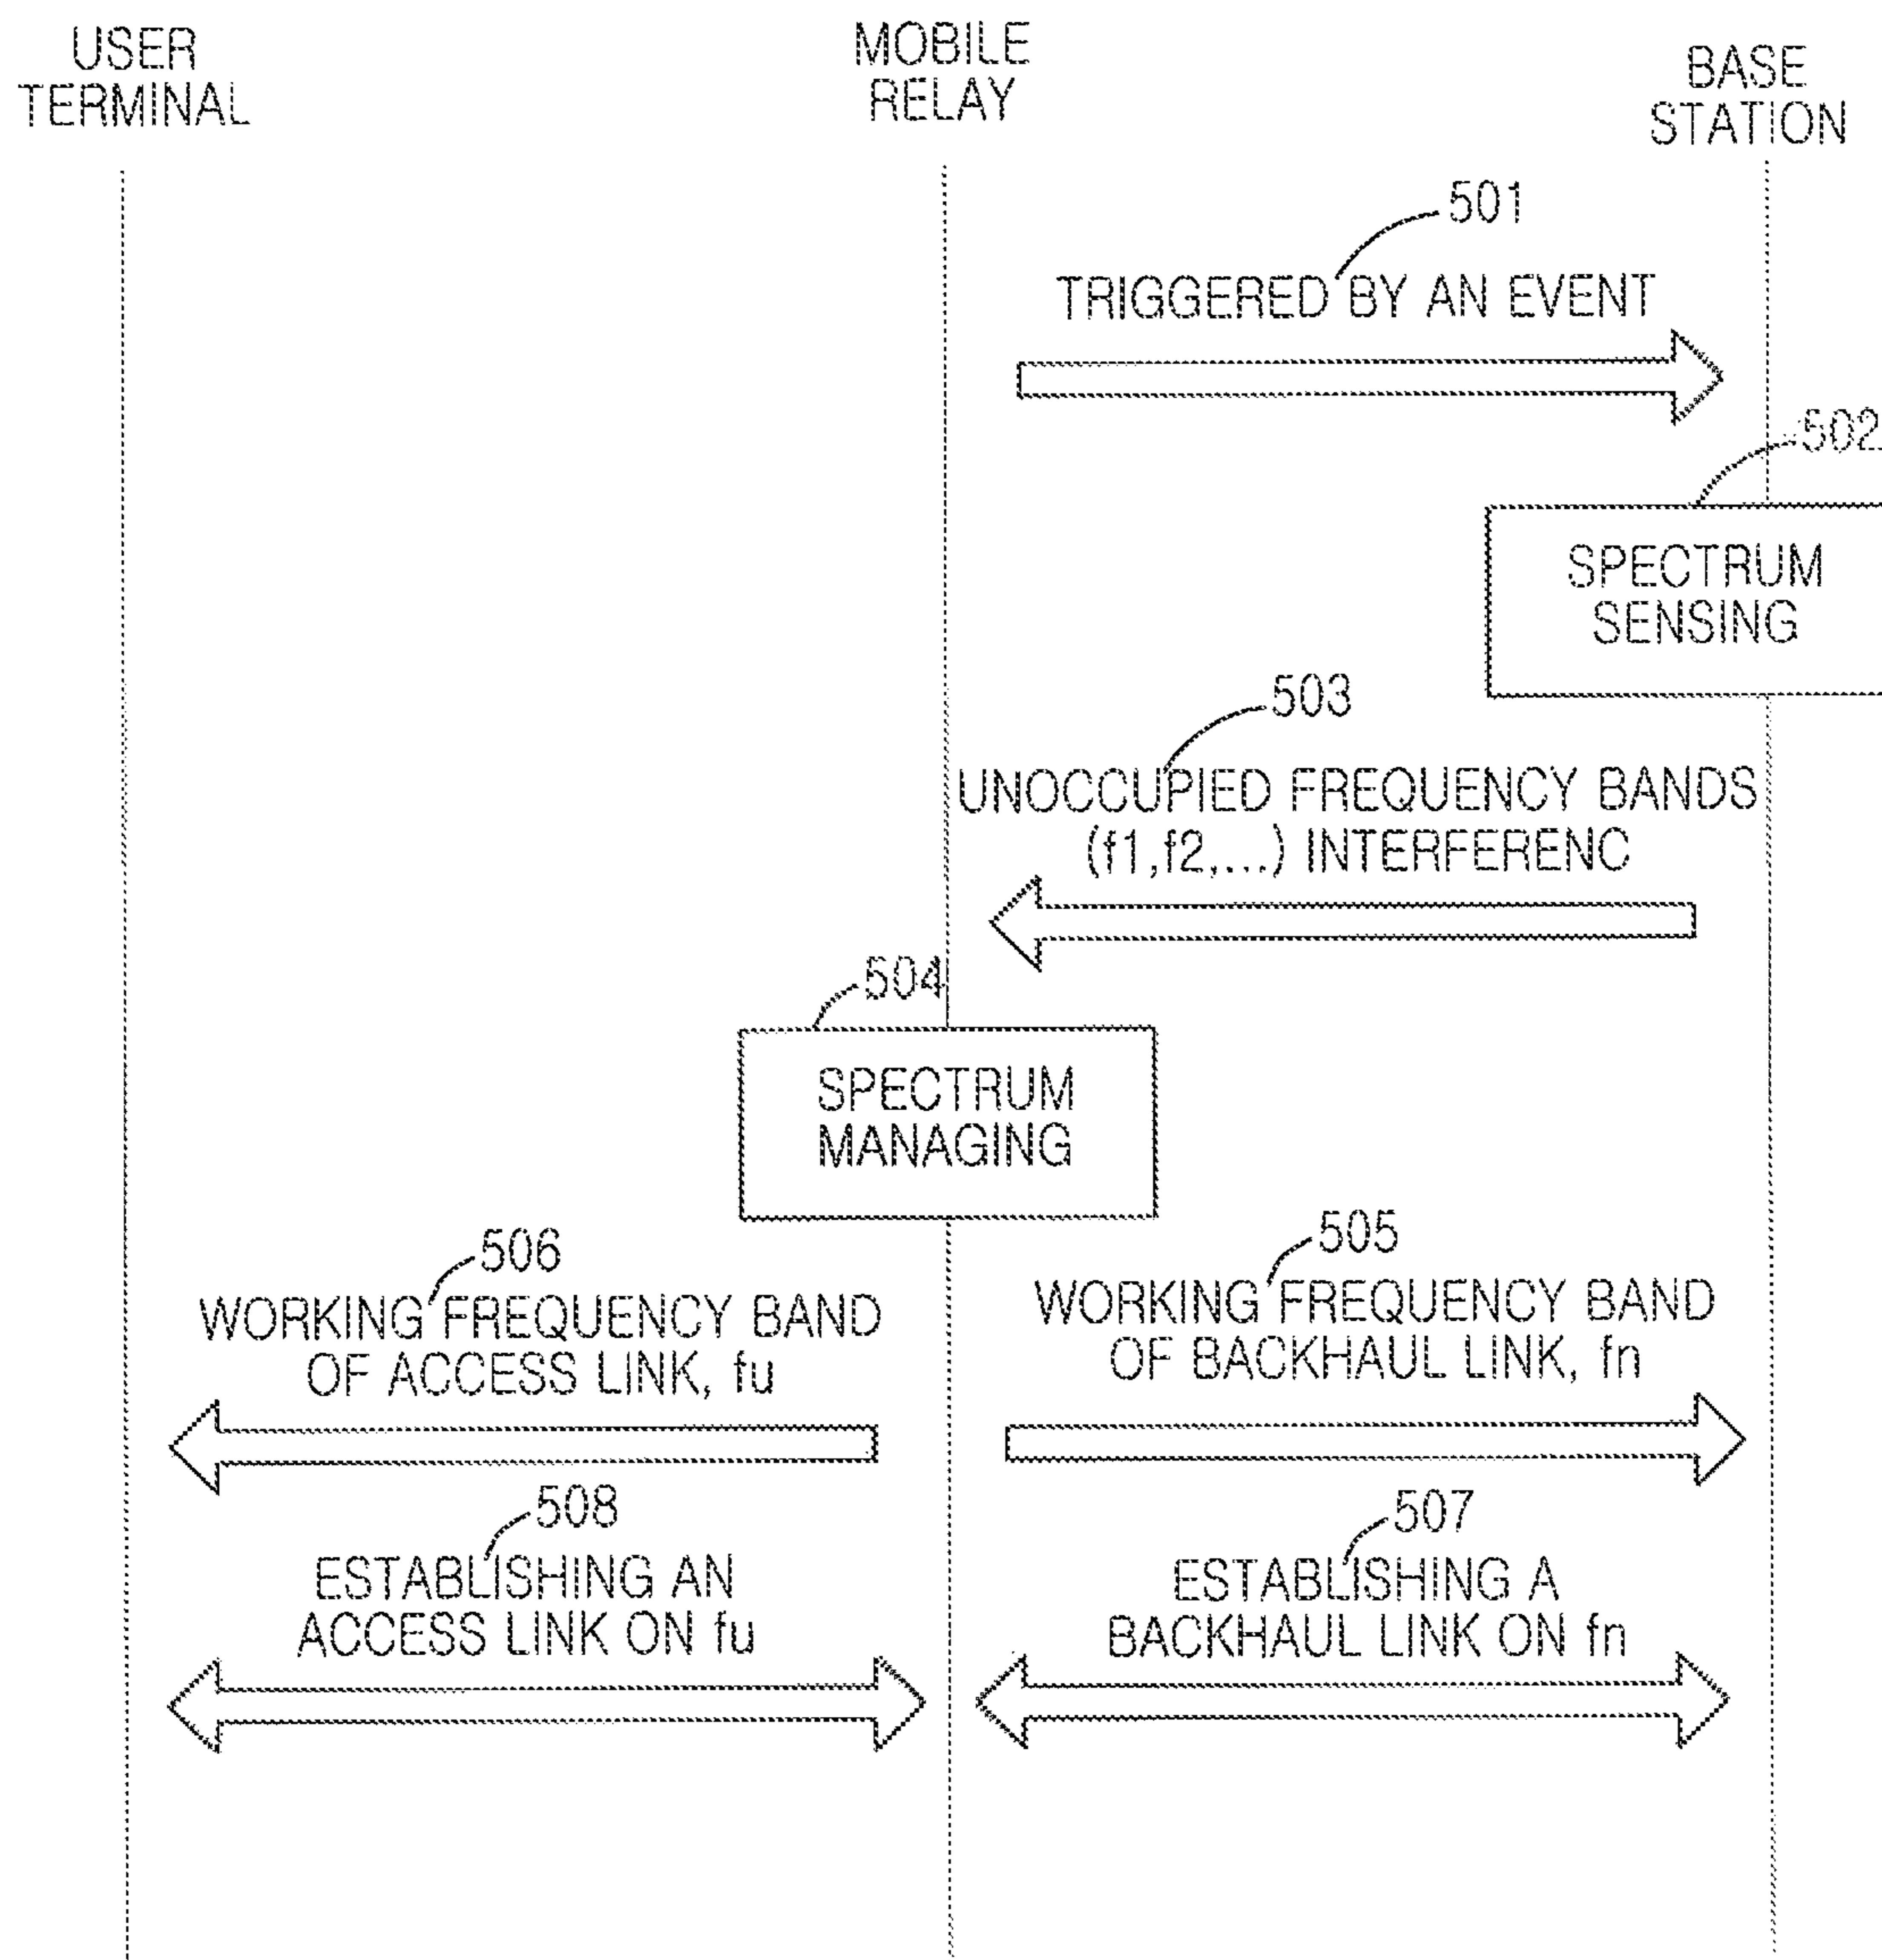 USER
TERMINAL
MOBILE
RELAY
BASE
STATION
501
TRIGGERED BY AN EVENT
502
SPECTRUM
SENSING
503
UNOCCUPIED FREQUENCY BANDS
(f1,f2,...) INTERFERENC
504
SPECTRUM
MANAGING
506
WORKING FREQUENCY BAND
OF ACCESS LINK, fu
505
WORKING FREQUENCY BAND
OF BACKHAUL LINK, fn
508
ESTABLISHING AN
ACCESS LINK ON fu
507
ESTABLISHING A
BACKHAUL LINK ON fn